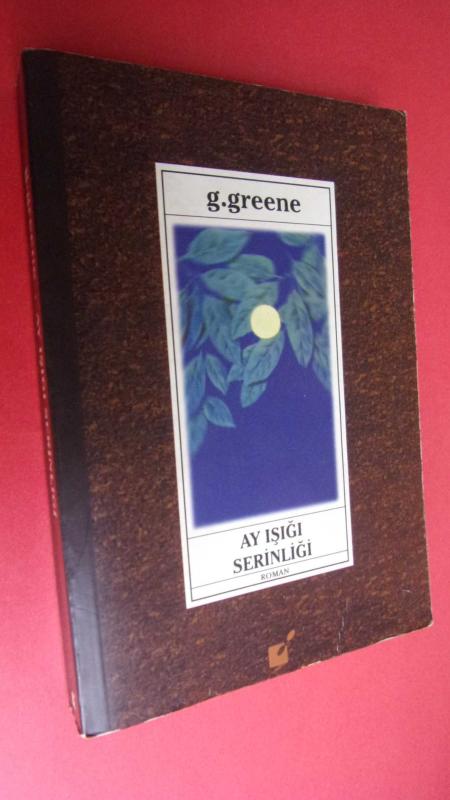 g.greene
AY IŞIĞI
SERİNLİĞİ
ROMAN